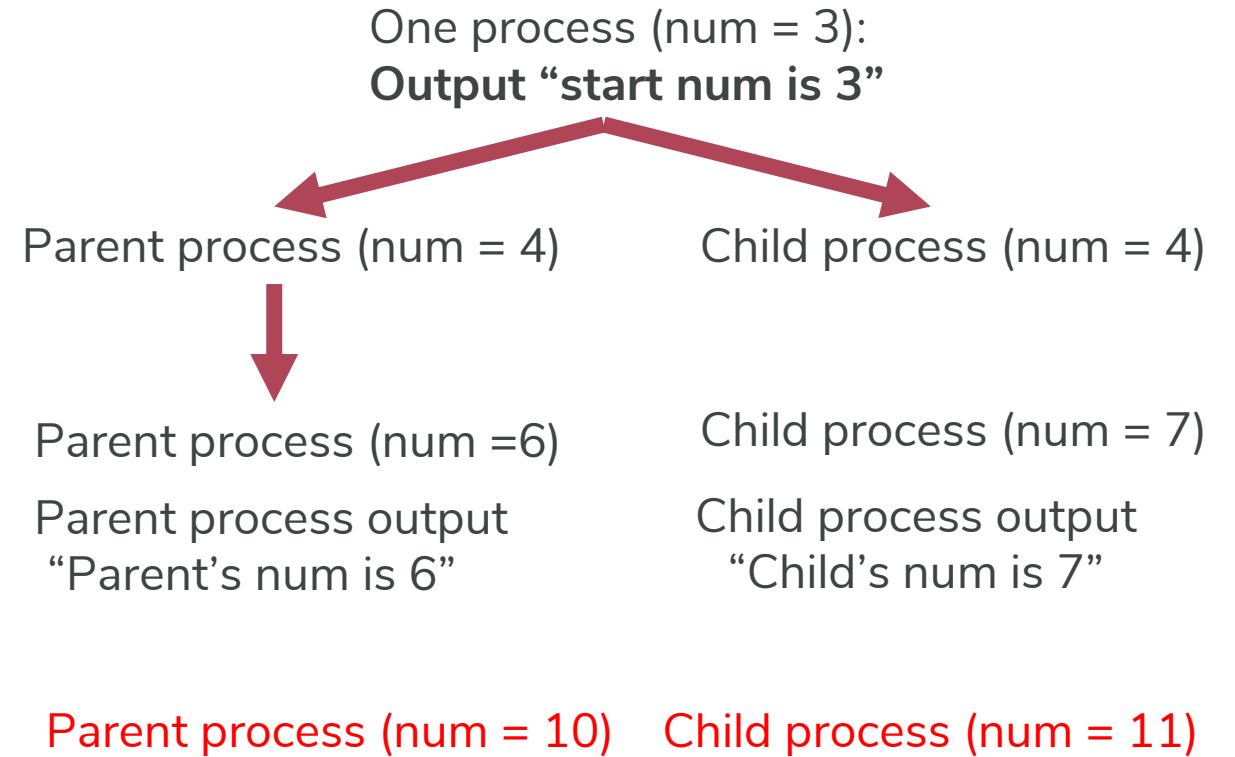 One process (num = 3):
Output “start num is 3”
Parent process (num = 4)
Child process (num = 4)
Parent process (num =6)
Child process (num = 7)
Parent process output
“Parent’s num is 6”
Child process output
“Child’s num is 7”
Parent process (num = 10)
Child process (num = 11)